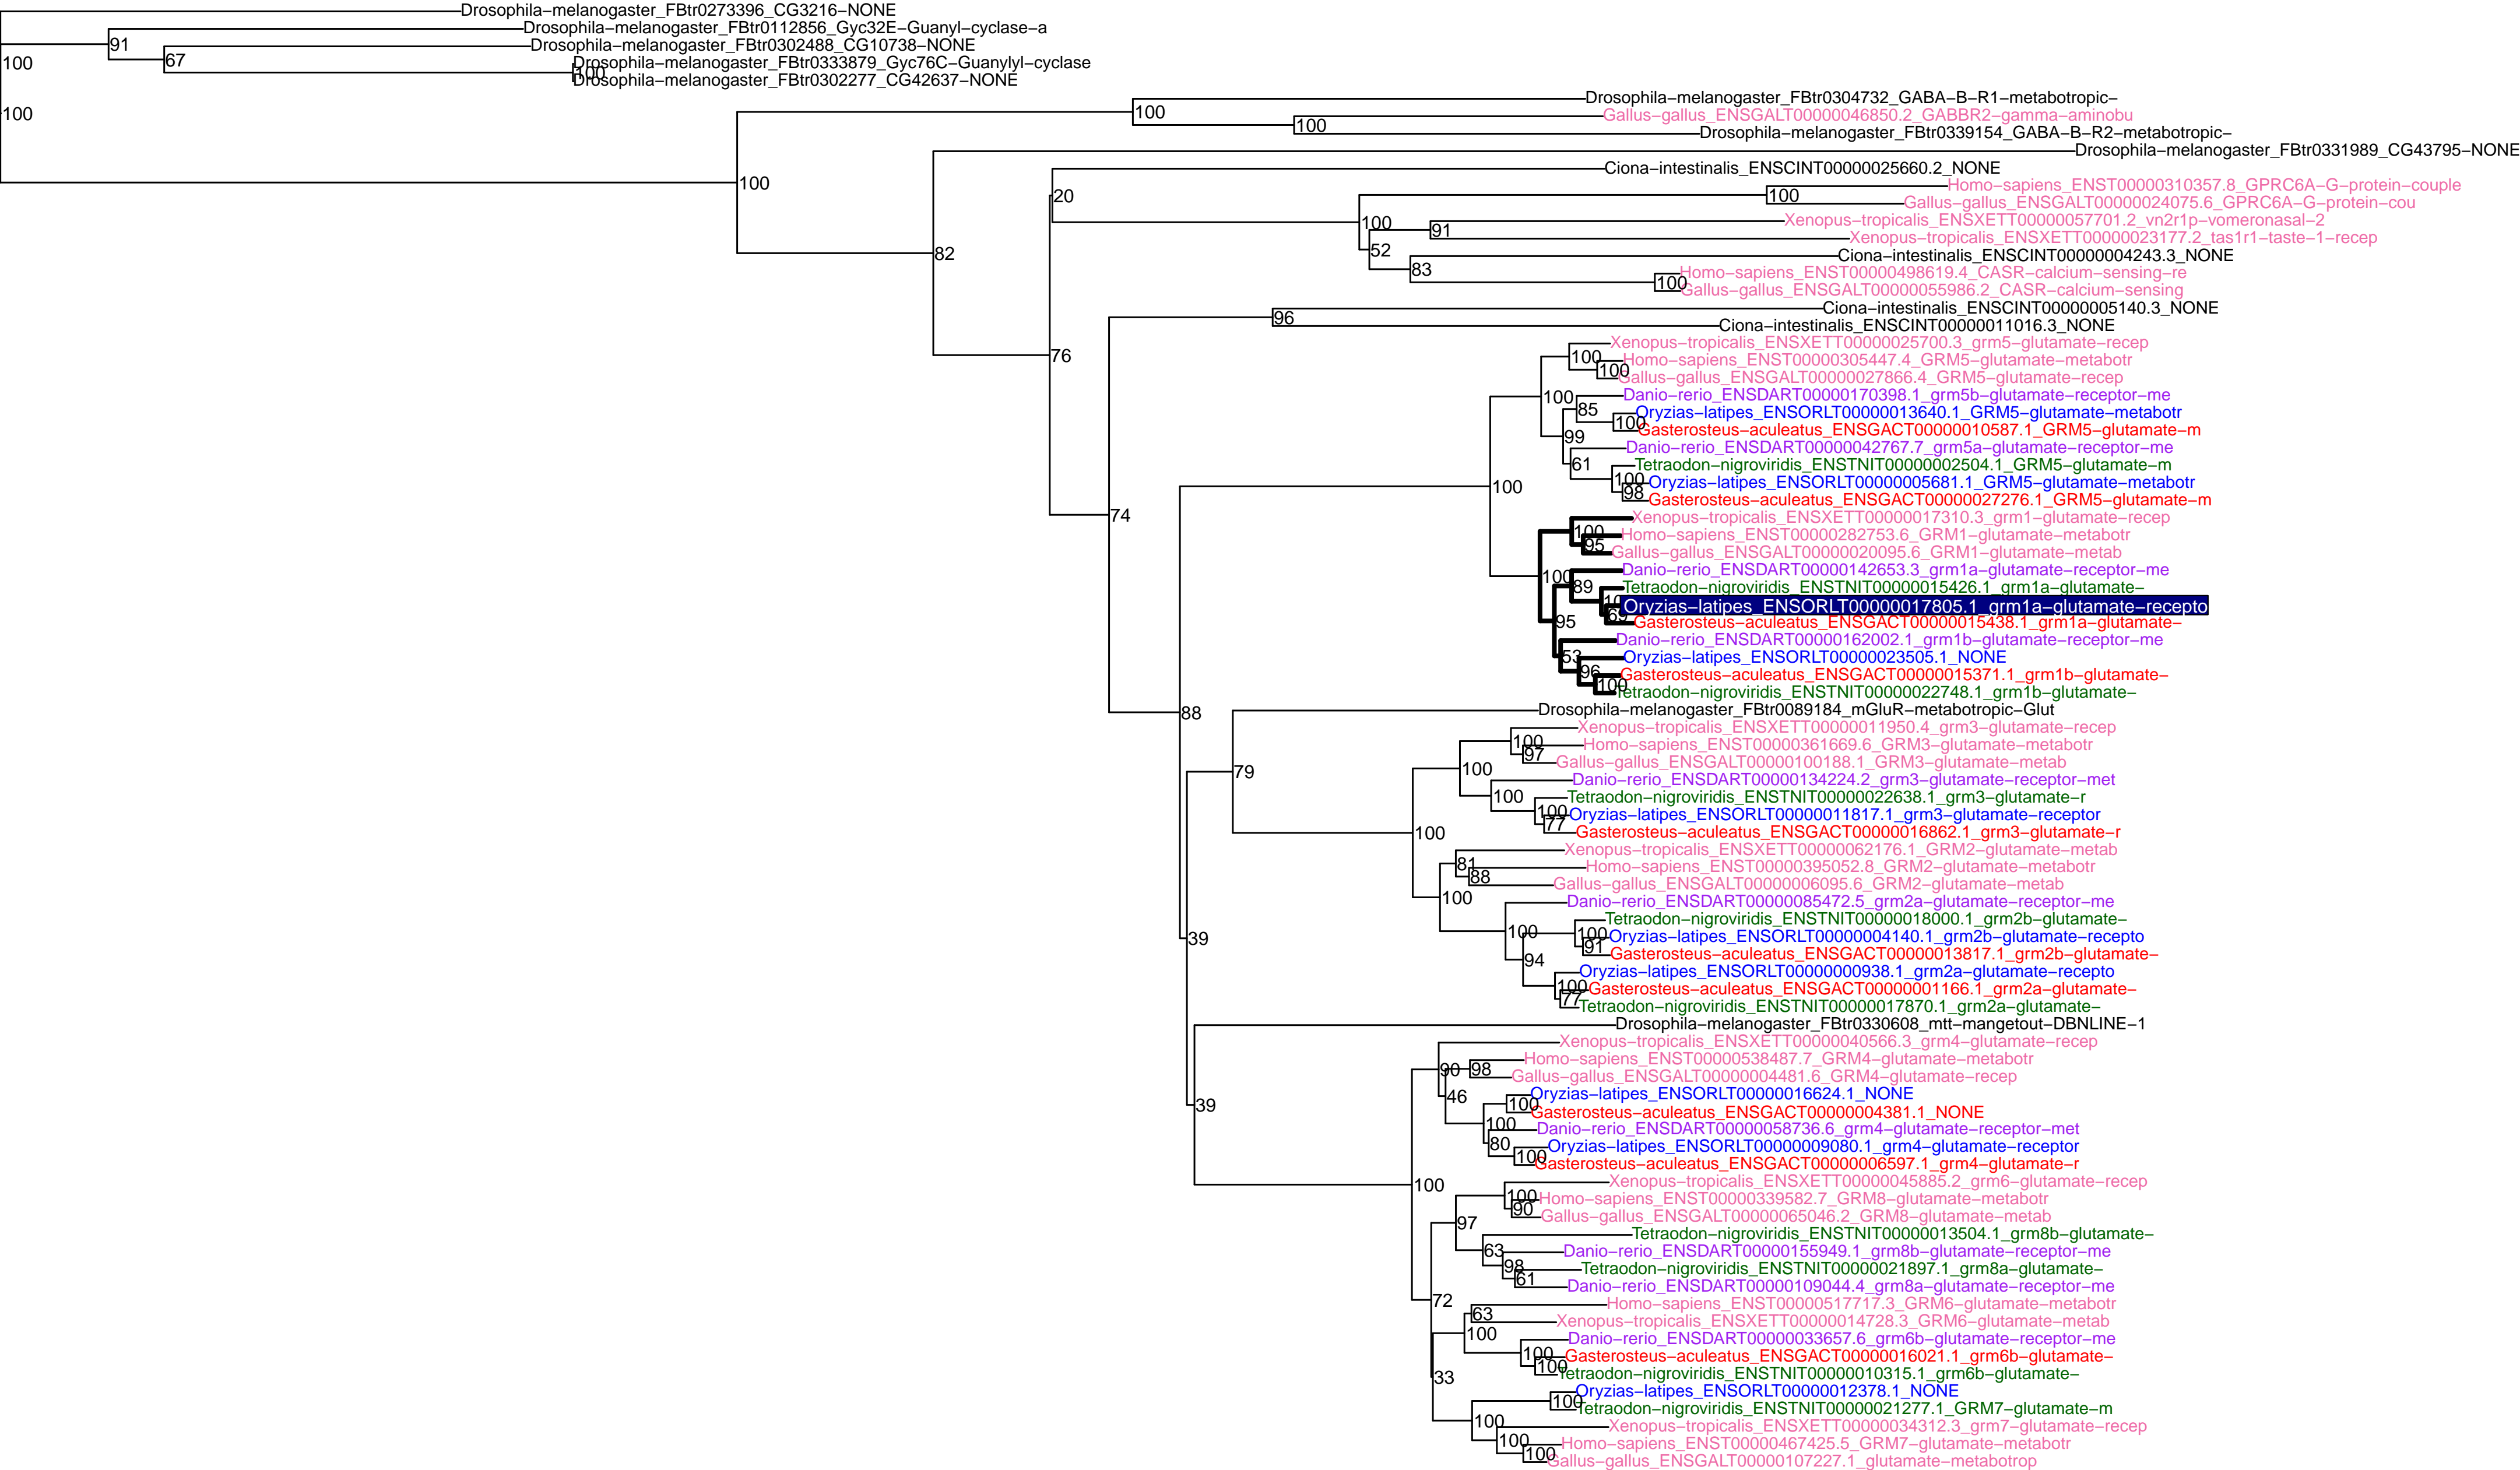 Drosophila−melanogaster_FBtr0273396_CG3216−NONE
Drosophila−melanogaster_FBtr0112856_Gyc32E−Guanyl−cyclase−a
91
Drosophila−melanogaster_FBtr0302488_CG10738−NONE
67
100
Drosophila−melanogaster_FBtr0333879_Gyc76C−Guanylyl−cyclase
100
Drosophila−melanogaster_FBtr0302277_CG42637−NONE
Drosophila−melanogaster_FBtr0304732_GABA−B−R1−metabotropic−
100
100
Gallus−gallus_ENSGALT00000046850.2_GABBR2−gamma−aminobu
100
Drosophila−melanogaster_FBtr0339154_GABA−B−R2−metabotropic−
Drosophila−melanogaster_FBtr0331989_CG43795−NONE
Ciona−intestinalis_ENSCINT00000025660.2_NONE
100
Homo−sapiens_ENST00000310357.8_GPRC6A−G−protein−couple
20
100
Gallus−gallus_ENSGALT00000024075.6_GPRC6A−G−protein−cou
100
Xenopus−tropicalis_ENSXETT00000057701.2_vn2r1p−vomeronasal−2
91
Xenopus−tropicalis_ENSXETT00000023177.2_tas1r1−taste−1−recep
82
52
Ciona−intestinalis_ENSCINT00000004243.3_NONE
83
Homo−sapiens_ENST00000498619.4_CASR−calcium−sensing−re
100
Gallus−gallus_ENSGALT00000055986.2_CASR−calcium−sensing
Ciona−intestinalis_ENSCINT00000005140.3_NONE
96
Ciona−intestinalis_ENSCINT00000011016.3_NONE
Xenopus−tropicalis_ENSXETT00000025700.3_grm5−glutamate−recep
76
100
Homo−sapiens_ENST00000305447.4_GRM5−glutamate−metabotr
100
Gallus−gallus_ENSGALT00000027866.4_GRM5−glutamate−recep
100
Danio−rerio_ENSDART00000170398.1_grm5b−glutamate−receptor−me
85
Oryzias−latipes_ENSORLT00000013640.1_GRM5−glutamate−metabotr
100
Gasterosteus−aculeatus_ENSGACT00000010587.1_GRM5−glutamate−m
99
Danio−rerio_ENSDART00000042767.7_grm5a−glutamate−receptor−me
61
Tetraodon−nigroviridis_ENSTNIT00000002504.1_GRM5−glutamate−m
100
100
Oryzias−latipes_ENSORLT00000005681.1_GRM5−glutamate−metabotr
98
Gasterosteus−aculeatus_ENSGACT00000027276.1_GRM5−glutamate−m
74
Xenopus−tropicalis_ENSXETT00000017310.3_grm1−glutamate−recep
100
Homo−sapiens_ENST00000282753.6_GRM1−glutamate−metabotr
95
Gallus−gallus_ENSGALT00000020095.6_GRM1−glutamate−metab
100
Danio−rerio_ENSDART00000142653.3_grm1a−glutamate−receptor−me
89
Tetraodon−nigroviridis_ENSTNIT00000015426.1_grm1a−glutamate−
Oryzias−latipes_ENSORLT00000017805.1_grm1a−glutamate−recepto
69
95
Gasterosteus−aculeatus_ENSGACT00000015438.1_grm1a−glutamate−
Danio−rerio_ENSDART00000162002.1_grm1b−glutamate−receptor−me
53
Oryzias−latipes_ENSORLT00000023505.1_NONE
96
Gasterosteus−aculeatus_ENSGACT00000015371.1_grm1b−glutamate−
100
Tetraodon−nigroviridis_ENSTNIT00000022748.1_grm1b−glutamate−
88
Drosophila−melanogaster_FBtr0089184_mGluR−metabotropic−Glut
Xenopus−tropicalis_ENSXETT00000011950.4_grm3−glutamate−recep
100
Homo−sapiens_ENST00000361669.6_GRM3−glutamate−metabotr
97
Gallus−gallus_ENSGALT00000100188.1_GRM3−glutamate−metab
79
100
Danio−rerio_ENSDART00000134224.2_grm3−glutamate−receptor−met
100
Tetraodon−nigroviridis_ENSTNIT00000022638.1_grm3−glutamate−r
100
Oryzias−latipes_ENSORLT00000011817.1_grm3−glutamate−receptor
77
Gasterosteus−aculeatus_ENSGACT00000016862.1_grm3−glutamate−r
100
Xenopus−tropicalis_ENSXETT00000062176.1_GRM2−glutamate−metab
81
Homo−sapiens_ENST00000395052.8_GRM2−glutamate−metabotr
88
Gallus−gallus_ENSGALT00000006095.6_GRM2−glutamate−metab
100
Danio−rerio_ENSDART00000085472.5_grm2a−glutamate−receptor−me
Tetraodon−nigroviridis_ENSTNIT00000018000.1_grm2b−glutamate−
100
100
Oryzias−latipes_ENSORLT00000004140.1_grm2b−glutamate−recepto
39
91
Gasterosteus−aculeatus_ENSGACT00000013817.1_grm2b−glutamate−
94
Oryzias−latipes_ENSORLT00000000938.1_grm2a−glutamate−recepto
100
Gasterosteus−aculeatus_ENSGACT00000001166.1_grm2a−glutamate−
77
Tetraodon−nigroviridis_ENSTNIT00000017870.1_grm2a−glutamate−
Drosophila−melanogaster_FBtr0330608_mtt−mangetout−DBNLINE−1
Xenopus−tropicalis_ENSXETT00000040566.3_grm4−glutamate−recep
Homo−sapiens_ENST00000538487.7_GRM4−glutamate−metabotr
90
98
Gallus−gallus_ENSGALT00000004481.6_GRM4−glutamate−recep
46
Oryzias−latipes_ENSORLT00000016624.1_NONE
39
100
Gasterosteus−aculeatus_ENSGACT00000004381.1_NONE
100
Danio−rerio_ENSDART00000058736.6_grm4−glutamate−receptor−met
80
Oryzias−latipes_ENSORLT00000009080.1_grm4−glutamate−receptor
100
Gasterosteus−aculeatus_ENSGACT00000006597.1_grm4−glutamate−r
100
Xenopus−tropicalis_ENSXETT00000045885.2_grm6−glutamate−recep
100
Homo−sapiens_ENST00000339582.7_GRM8−glutamate−metabotr
90
Gallus−gallus_ENSGALT00000065046.2_GRM8−glutamate−metab
97
Tetraodon−nigroviridis_ENSTNIT00000013504.1_grm8b−glutamate−
63
Danio−rerio_ENSDART00000155949.1_grm8b−glutamate−receptor−me
98
Tetraodon−nigroviridis_ENSTNIT00000021897.1_grm8a−glutamate−
61
Danio−rerio_ENSDART00000109044.4_grm8a−glutamate−receptor−me
72
Homo−sapiens_ENST00000517717.3_GRM6−glutamate−metabotr
63
Xenopus−tropicalis_ENSXETT00000014728.3_GRM6−glutamate−metab
100
Danio−rerio_ENSDART00000033657.6_grm6b−glutamate−receptor−me
100
Gasterosteus−aculeatus_ENSGACT00000016021.1_grm6b−glutamate−
100
Tetraodon−nigroviridis_ENSTNIT00000010315.1_grm6b−glutamate−
33
Oryzias−latipes_ENSORLT00000012378.1_NONE
100
Tetraodon−nigroviridis_ENSTNIT00000021277.1_GRM7−glutamate−m
100
Xenopus−tropicalis_ENSXETT00000034312.3_grm7−glutamate−recep
100
Homo−sapiens_ENST00000467425.5_GRM7−glutamate−metabotr
100
Gallus−gallus_ENSGALT00000107227.1_glutamate−metabotrop